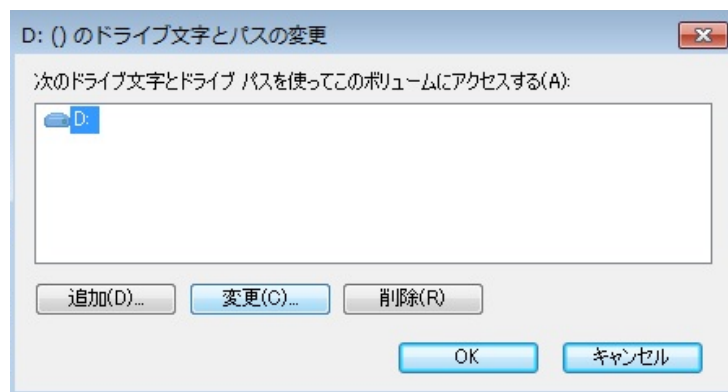 D: () のドライブ文字とパスの変更
次のドライブ文字とドライブ パスを使ってこのボリュームにアクセスする(A):
D:
追加(D)... 変更(C)... 削除(R)
OK キャンセル